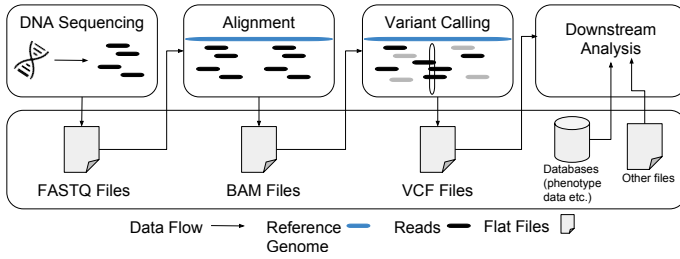 DNA Sequencing
Alignment
Variant Calling
Downstream
Analysis
FASTQ Files
BAM Files
VCF Files
Databases
(phenotype
data etc.)
Other files
Data Flow
Reference
Genome
Reads
Flat Files